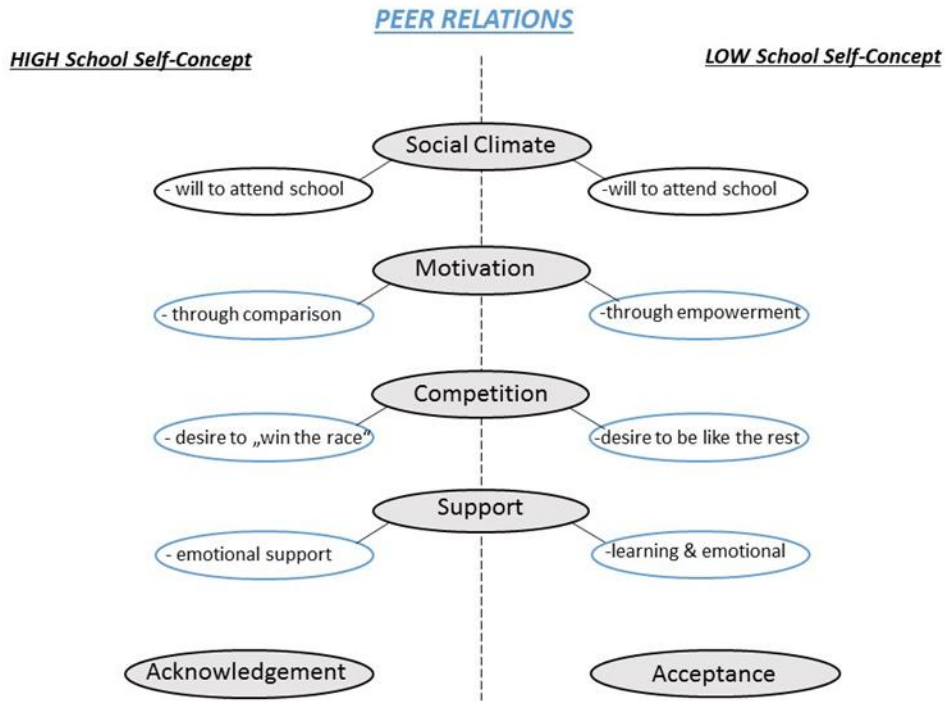 PEER RELATIONS
HIGH School Self-Concept
LOW School Self-Concept
Social Climate
- will to attend school
-will to attend school
Motivation
- through comparison
-through empowerment
Competition
- desire to „win the race“
-desire to be like the rest
Support
- emotional support
-learning & emotional
Acknowledgement
Acceptance